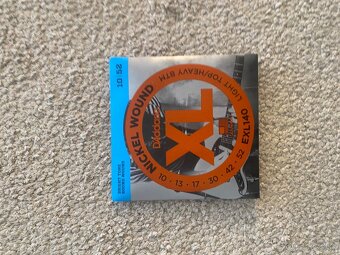 10-52
NICKEL WOUND
D'Addario
XL
LIGHT TOP/HEAVY BTM
EXL140
10 • 13 • 17 • 30 • 42 • 52